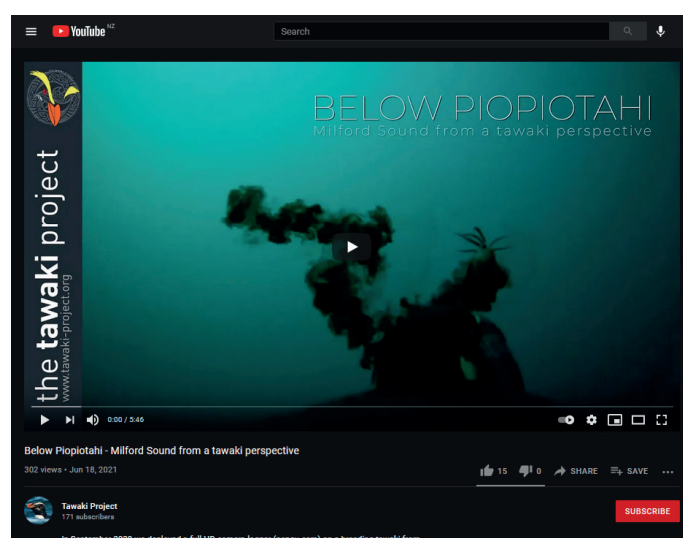 YouTube NZ
Search
the tawaki project
www.tawaki-project.org
BELOW PIOPIOTAHI
Milford Sound from a tawaki perspective
0:00 / 5:46
Below Piopiotahi - Milford Sound from a tawaki perspective
302 views • Jun 18, 2021
15
0
SHARE
SAVE
Tawaki Project
171 subscribers
SUBSCRIBE